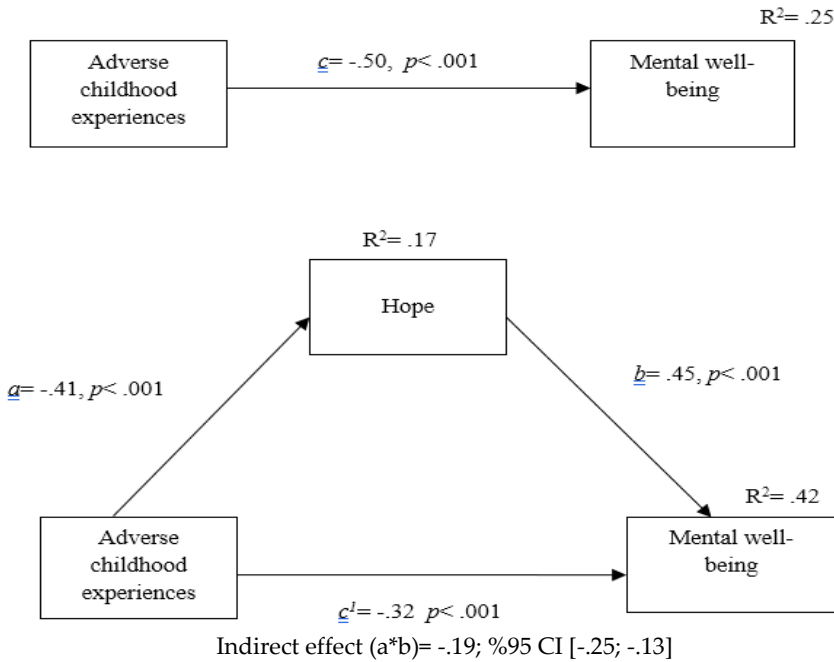 R²= .25
Adverse
childhood
experiences
c= -.50, p< .001
Mental well-
being
R²= .17
Hope
a= -.41, p< .001
b= .45, p< .001
R²= .42
Adverse
childhood
experiences
Mental well-
being
c¹= -.32 p< .001
Indirect effect (a*b)= -.19; %95 CI [-.25; -.13]